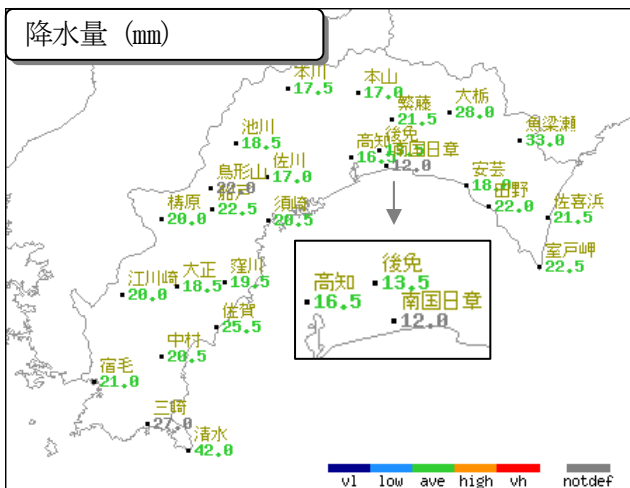 降水量 (mm)
本川
17.5
本山
17.0
繁藤
21.5
大栃
28.0
魚梁瀬
33.0
池川
18.5
高知
16.5
後免
南国日章
12.0
鳥形山
22.0
佐川
17.0
船戸
22.5
安芸
18.0
田野
22.0
佐喜浜
21.5
梼原
20.0
須崎
20.5
室戸岬
22.5
江川崎
20.0
大正
18.5
窪川
19.5
佐賀
25.5
高知
16.5
後免
13.5
南国日章
12.0
中村
20.5
宿毛
21.0
三崎
27.0
清水
42.0
vl low ave high vh notdef